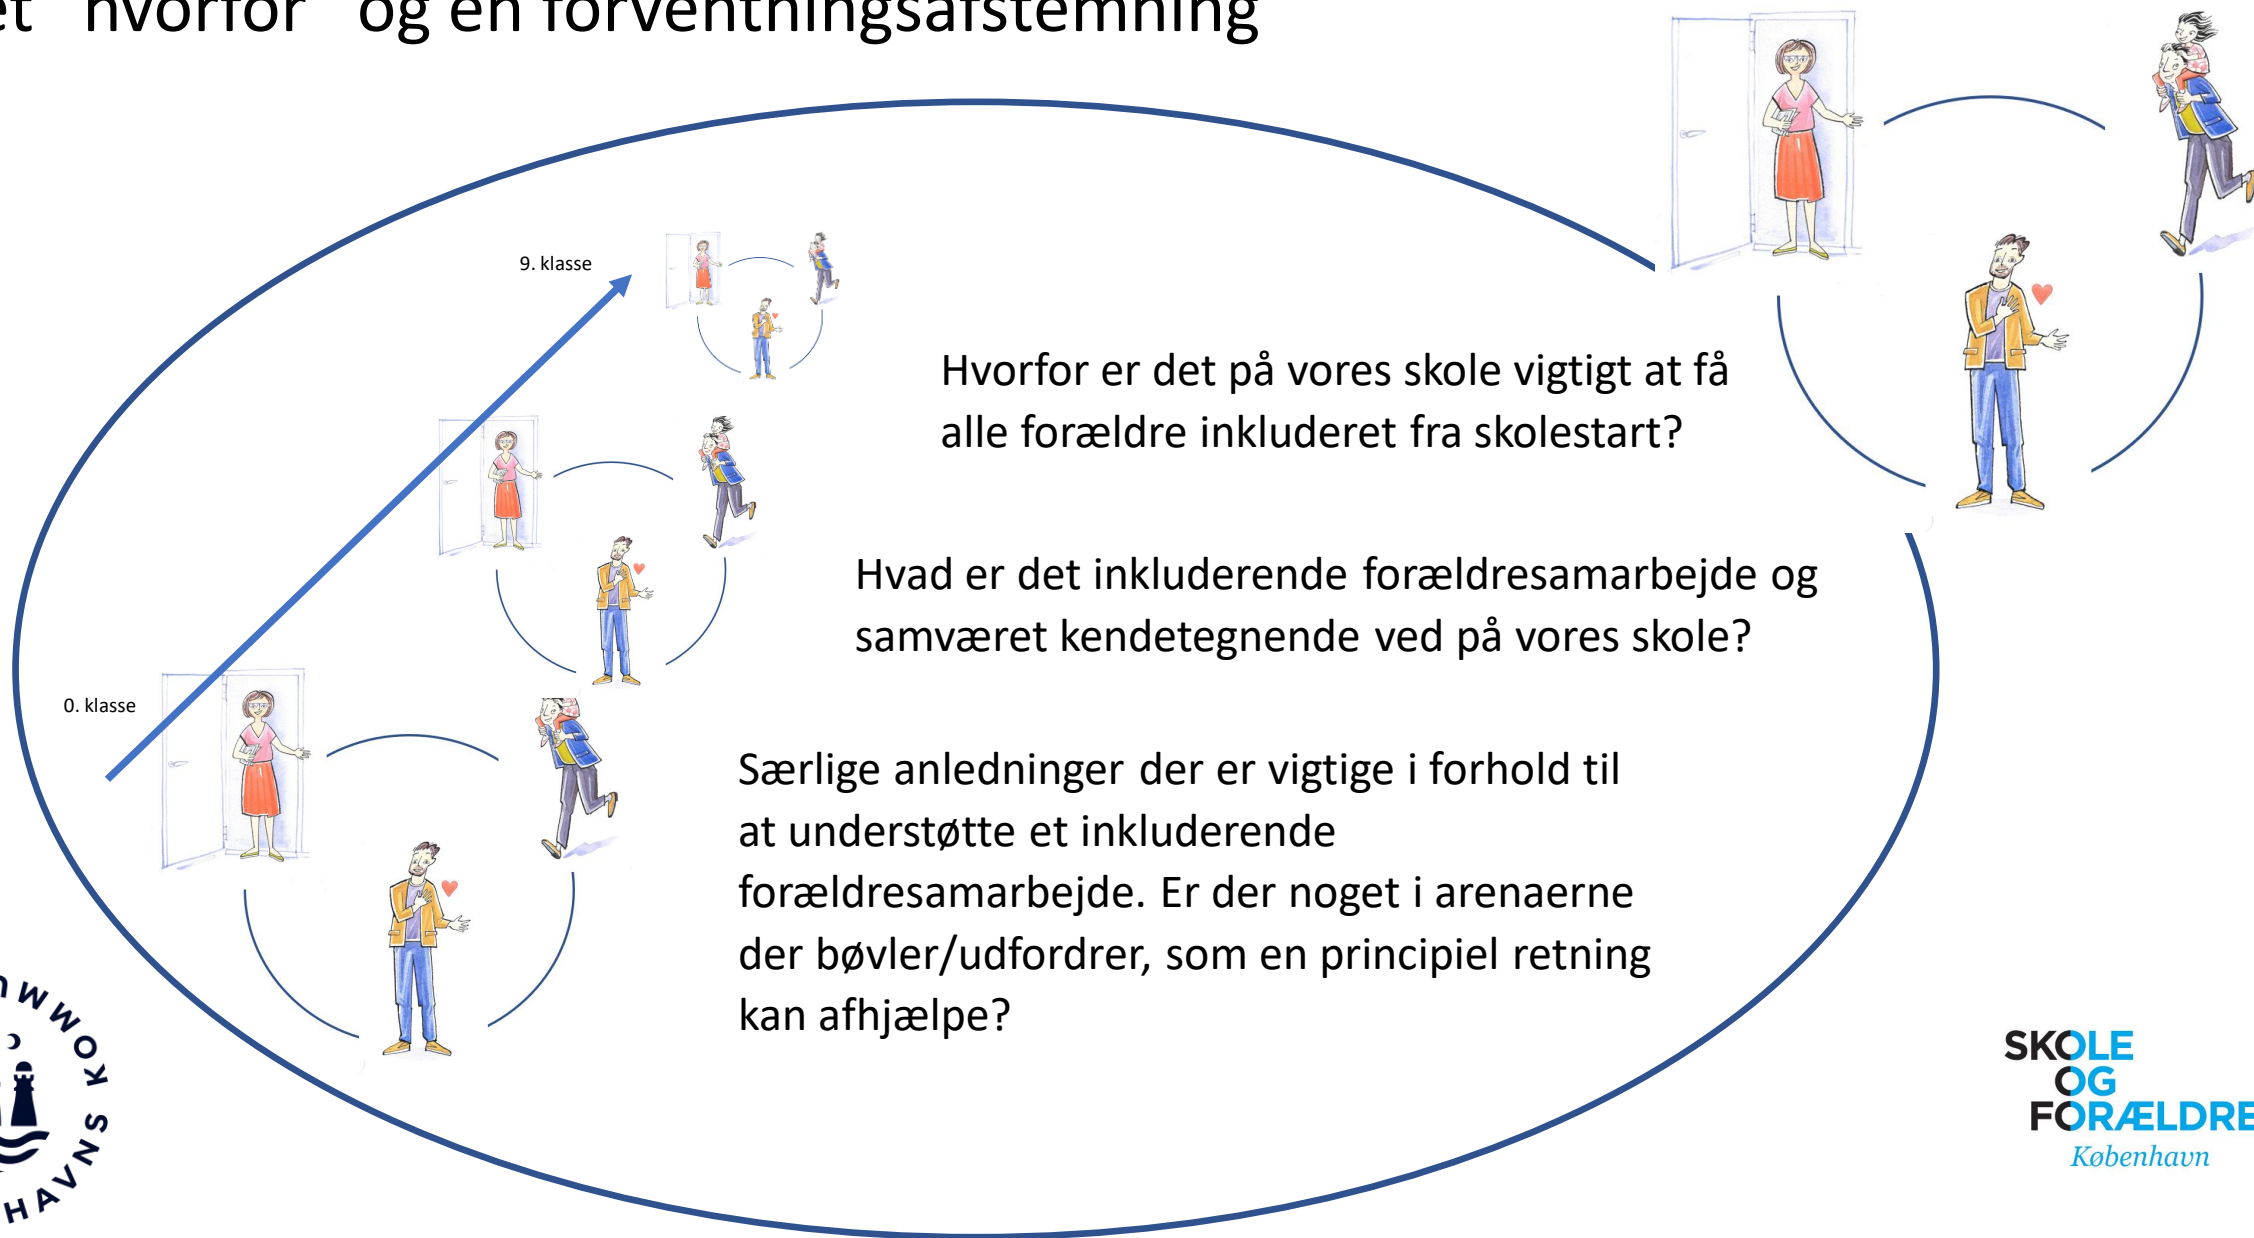 "hvorfor" og en forventningsafstemning
9. klasse
Hvorfor er det på vores skole vigtigt at få
alle forældre inkluderet fra skolestart?
Hvad er det inkluderende forældresamarbejde og
samværet kendetegnende ved på vores skole?
0. klasse
Særlige anledninger der er vigtige i forhold til
at understøtte et inkluderende
forældresamarbejde. Er der noget i arenaerne
der bøvler/udfordrer, som en principiel retning
kan afhjælpe?
SKOLE
OG
FORÆLDRE
København